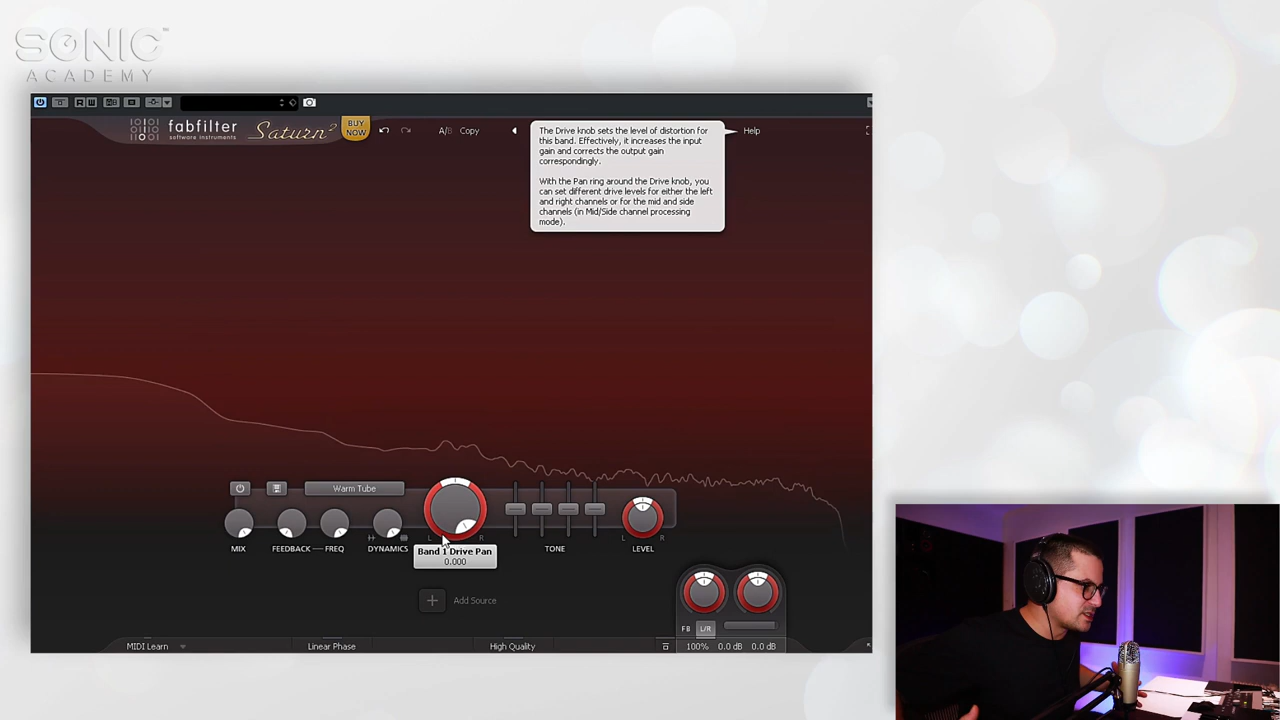 SONIC
ACADEMY
fabfilter
software instruments
Saturn 2
BUY
NOW
A/B
Copy
Help
The Drive knob sets the level of distortion for
this band. Effectively, it increases the input
gain and corrects the output gain
correspondingly.
With the Pan ring around the Drive knob, you
can set different drive levels for either the left
and right channels or for the mid and side
channels (in Mid/Side channel processing
mode).
Warm Tube
L R
L R
MIX
FEEDBACK
FREQ
DYNAMICS
TONE
LEVEL
Band 1 Drive Pan
0.000
Add Source
FB L/R
MIDI Learn
Linear Phase
High Quality
100% 0.0 dB 0.0 dB